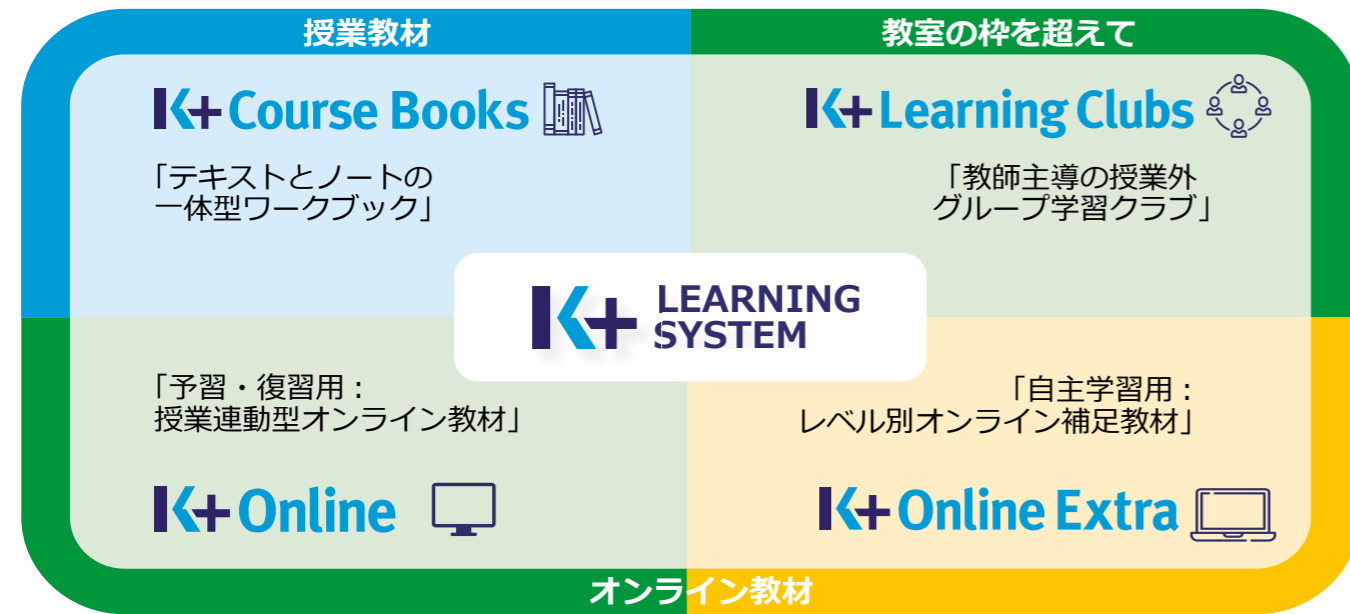 授業教材
教室の枠を超えて
K+ Course Books
K+ Learning Clubs
「テキストとノートの
一体型ワークブック」
「教師主導の授業外
グループ学習クラブ」
K+ LEARNING
SYSTEM
「予習・復習用：
授業連動型オンライン教材」
「自主学習用：
レベル別オンライン補足教材」
K+ Online
K+ Online Extra
オンライン教材